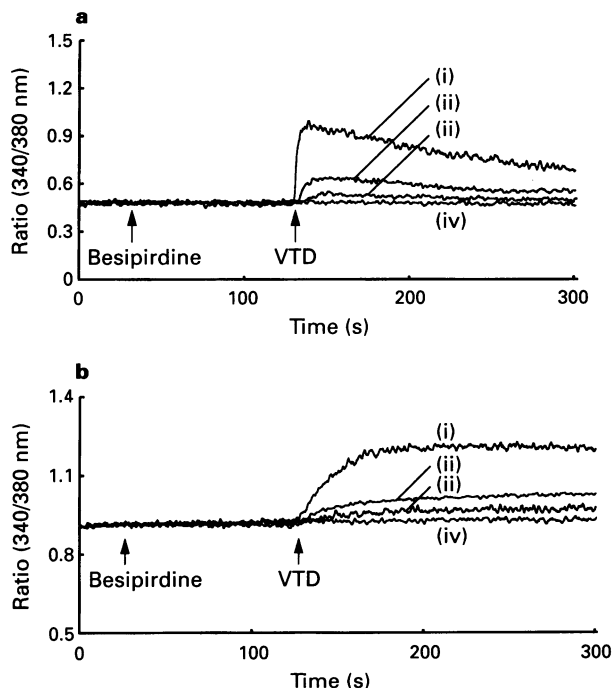 a
Ratio (340/380 nm)
1.5
1.2
0.9
0.6
0.3
0
(i)
(ii)
(ii)
(iv)
Besipirdine
VTD
0
100
200
300
Time (s)
b
Ratio (340/380 nm)
1.4
1.1
0.8
0.5
(i)
(ii)
(ii)
(iv)
Besipirdine
VTD
0
100
200
300
Time (s)